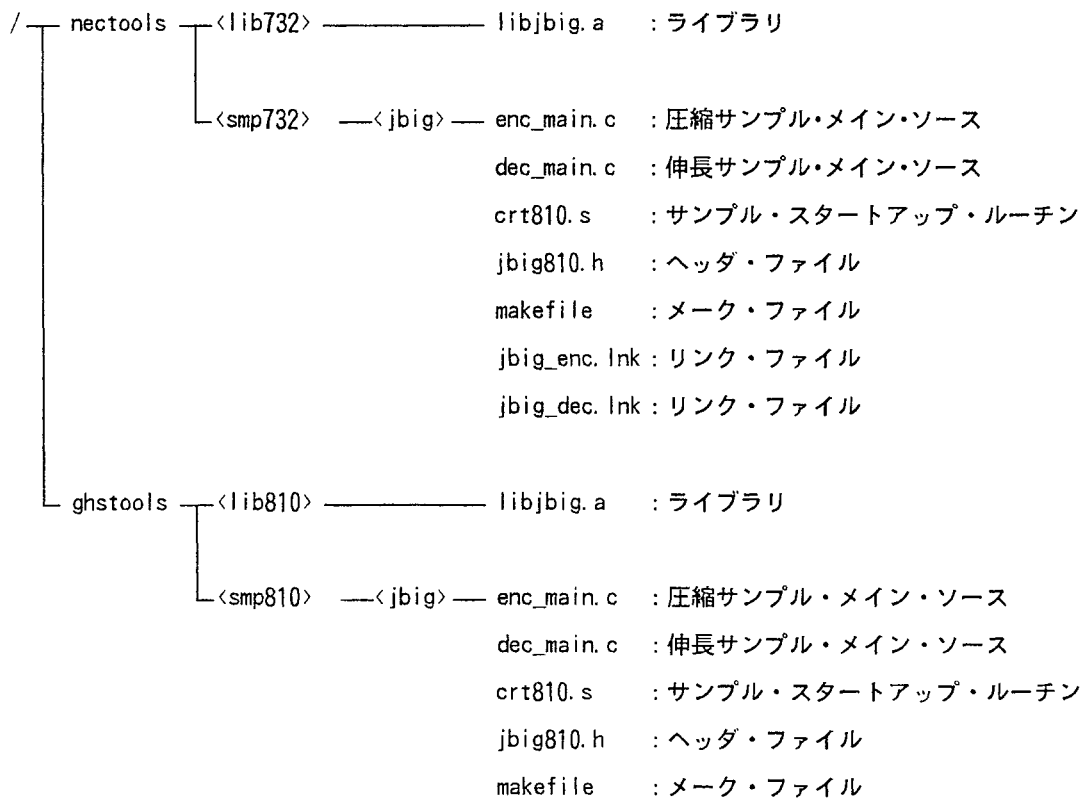 / nectools <lib732> libjbig.a :ライブラリ
<smp732> <jbig> enc_main.c :圧縮サンプル・メイン・ソース
dec_main.c :伸長サンプル・メイン・ソース
crt810.s :サンプル・スタートアップ・ルーチン
jbig810.h :ヘッダ・ファイル
makefile :メーク・ファイル
jbig_enc.lnk :リンク・ファイル
jbig_dec.lnk :リンク・ファイル
ghstools <lib810> libjbig.a :ライブラリ
<smp810> <jbig> enc_main.c :圧縮サンプル・メイン・ソース
dec_main.c :伸長サンプル・メイン・ソース
crt810.s :サンプル・スタートアップ・ルーチン
jbig810.h :ヘッダ・ファイル
makefile :メーク・ファイル